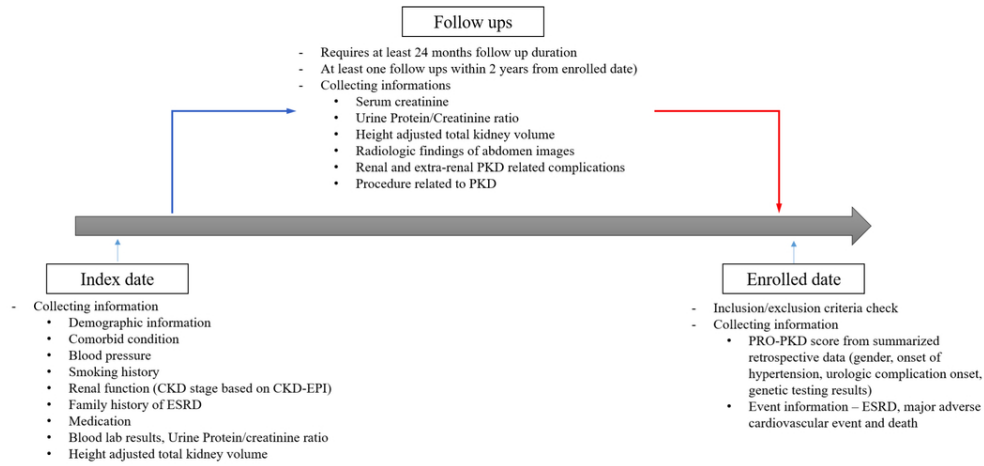 Follow ups
- Requires at least 24 months follow up duration
- At least one follow ups within 2 years from enrolled date)
- Collecting informations
• Serum creatinine
• Urine Protein/Creatinine ratio
• Height adjusted total kidney volume
• Radiologic findings of abdomen images
• Renal and extra-renal PKD related complications
• Procedure related to PKD
Index date
- Collecting information
• Demographic information
• Comorbid condition
• Blood pressure
• Smoking history
• Renal function (CKD stage based on CKD-EPI)
• Family history of ESRD
• Medication
• Blood lab results, Urine Protein/creatinine ratio
• Height adjusted total kidney volume
Enrolled date
- Inclusion/exclusion criteria check
- Collecting information
• PRO-PKD score from summarized
retrospective data (gender, onset of
hypertension, urologic complication onset,
genetic testing results)
• Event information – ESRD, major adverse
cardiovascular event and death